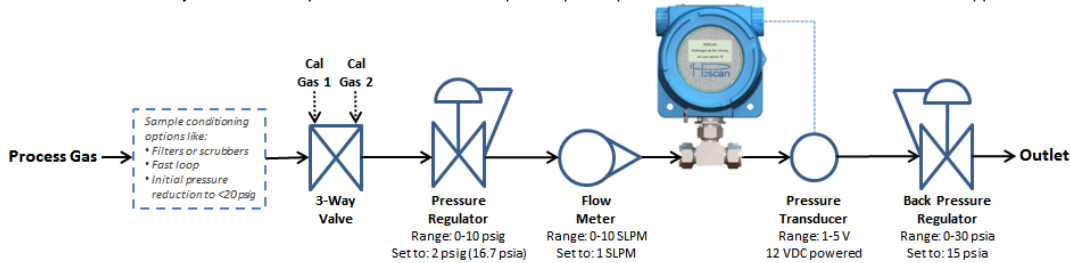 Cal Gas 1
Cal Gas 2
Process Gas
Sample conditioning
options like:
• Filters or scrubbers
• Fast loop
• Initial pressure
reduction to <20 psig
3-Way
Valve
Pressure
Regulator
Range: 0-10 psig
Set to: 2 psig (16.7 psia)
Flow
Meter
Range: 0-10 SLPM
Set to: 1 SLPM
H2scan
Pressure
Transducer
Range: 1-5 V
12 VDC powered
Back Pressure
Regulator
Range: 0-30 psia
Set to: 15 psia
Outlet